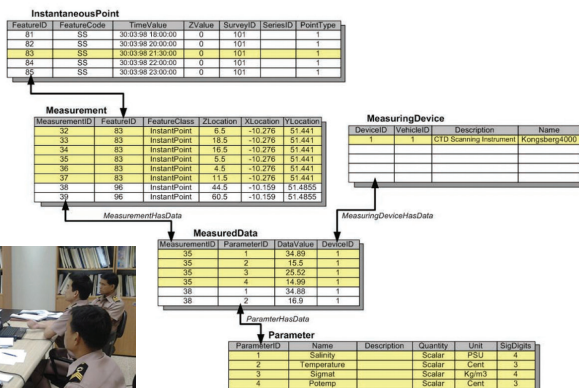 InstantaneousPoint
FeatureID FeatureCode TimeValue ZValue SurveyID SeriesID PointType
81 SS 30:03:98 18:00:00 0 101 1
82 SS 30:03:98 20:00:00 0 101 1
83 SS 30:03:98 21:30:00 0 101 1
84 SS 30:03:98 22:00:00 0 101 1
85 SS 30:03:98 23:00:00 0 101 1
Measurement
MeasurementID FeatureID FeatureClass ZLocation XLocation YLocation
32 83 InstantPoint 6.5 -10.276 51.441
33 83 InstantPoint 18.5 -10.276 51.441
34 83 InstantPoint 16.5 -10.276 51.441
35 83 InstantPoint 5.5 -10.276 51.441
36 83 InstantPoint 4.5 -10.276 51.441
37 83 InstantPoint 11.5 -10.276 51.441
38 96 InstantPoint 44.5 -10.159 51.4855
39 96 InstantPoint 60.5 -10.159 51.4855
MeasuringDevice
DeviceID VehicleID Description Name
1 1 CTD Scanning Instrument Kongsberg4000
MeasurementHasData
MeasuringDeviceHasData
MeasuredData
MeasurementID ParameterID DataValue DeviceID
35 1 34.89 1
35 2 15.5 1
35 3 25.52 1
35 4 14.99 1
38 1 34.88 1
38 2 16.9 1
ParamterHasData
Parameter
ParameterID Name Description Quantity Unit SigDigits
1 Salinity Scalar PSU 4
2 Temperature Scalar Cent 3
3 Sigmat Scalar Kg/m3 4
4 Potemp Scalar Cent 3